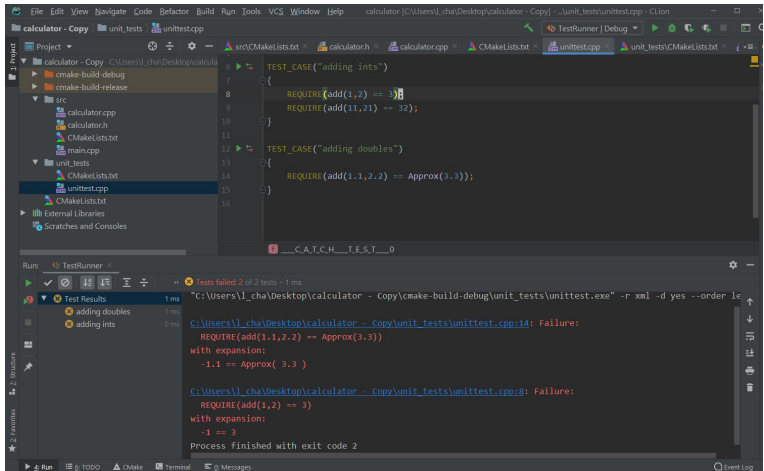 File Edit View Navigate Code Refactor Build Run Tools VCS Window Help calculator [C:\Users\l_cha\Desktop\calculator - Copy] - ...\unit_tests\unittest.cpp - CLion
calculator - Copy unit_tests unittest.cpp TestRunner | Debug
Project src\CMakeLists.txt calculator.h calculator.cpp CMakeLists.txt unittest.cpp unit_tests\CMakeLists.txt
1: Project
calculator - Copy C:\Users\l_cha\Desktop\calcula
cmake-build-debug
cmake-build-release
src
calculator.cpp
calculator.h
CMakeLists.txt
main.cpp
unit_tests
CMakeLists.txt
unittest.cpp
CMakeLists.txt
External Libraries
Scratches and Consoles
6 TEST_CASE("adding ints")
7 {
8 REQUIRE(add(1,2) == 3);
9 REQUIRE(add(11,21) == 32);
10 }
11
12 TEST_CASE("adding doubles")
13 {
14 REQUIRE(add(1.1,2.2) == Approx(3.3));
15 }
16
f ___C_A_T_C_H___T_E_S_T___0
Run: TestRunner
Tests failed: 2 of 2 tests – 1 ms
Test Results 1 ms
adding doubles 1 ms
adding ints 0 ms
"C:\Users\l_cha\Desktop\calculator - Copy\cmake-build-debug\unit_tests\unittest.exe" -r xml -d yes --order le
C:\Users\l_cha\Desktop\calculator - Copy\unit_tests\unittest.cpp:14: Failure:
REQUIRE(add(1.1,2.2) == Approx(3.3))
with expansion:
-1.1 == Approx( 3.3 )
C:\Users\l_cha\Desktop\calculator - Copy\unit_tests\unittest.cpp:8: Failure:
REQUIRE(add(1,2) == 3)
with expansion:
-1 == 3
Process finished with exit code 2
Z: Structure
2: Favorites
4: Run 6: TODO CMake Terminal 0: Messages Event Log